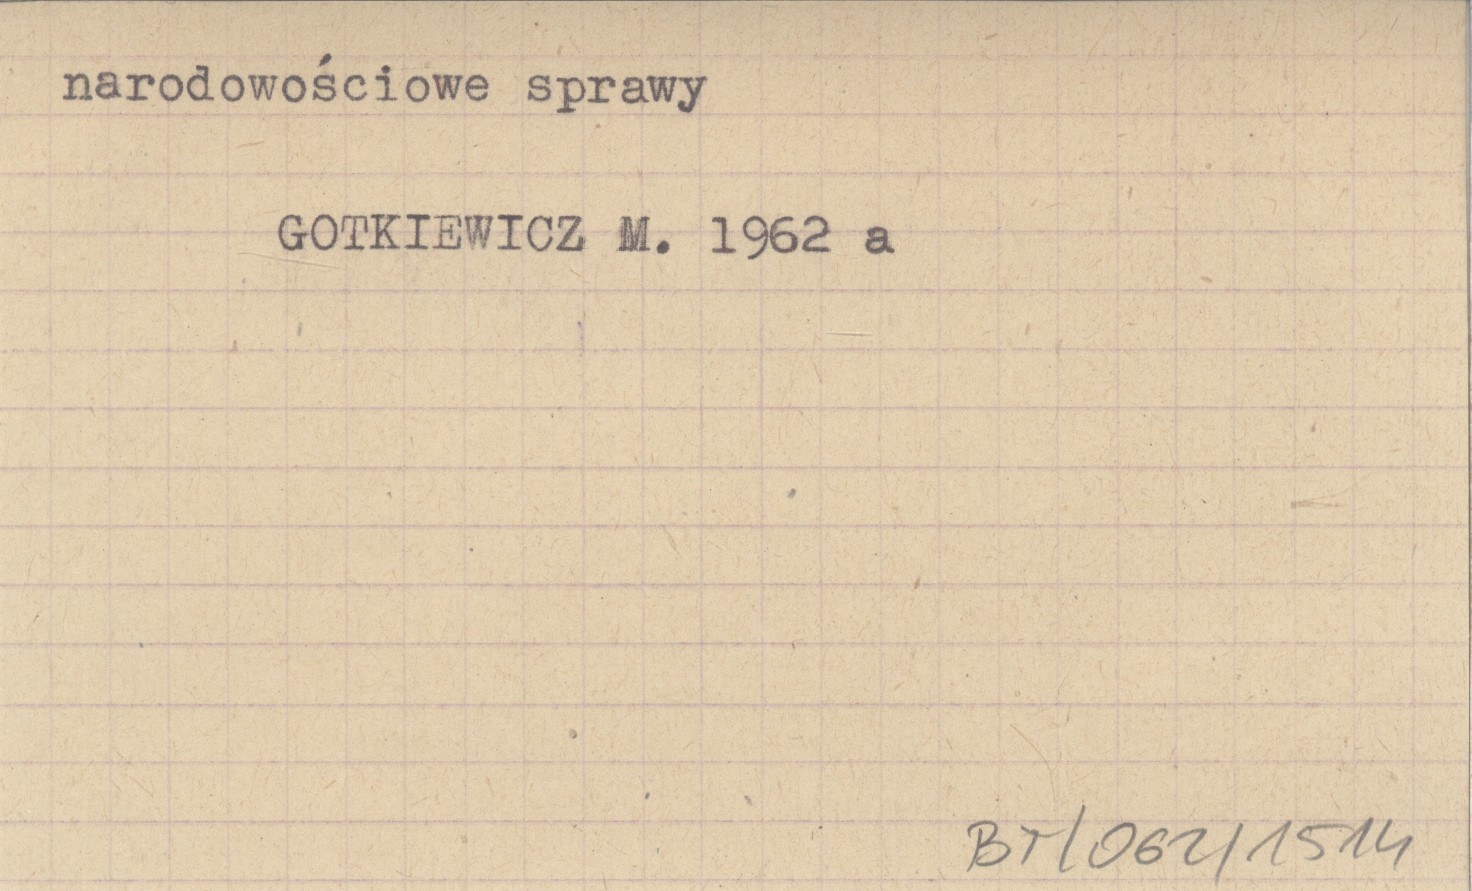 narodowościowe sprawy
GOTKIEWICZ M. 1962 a
BT/062/1514